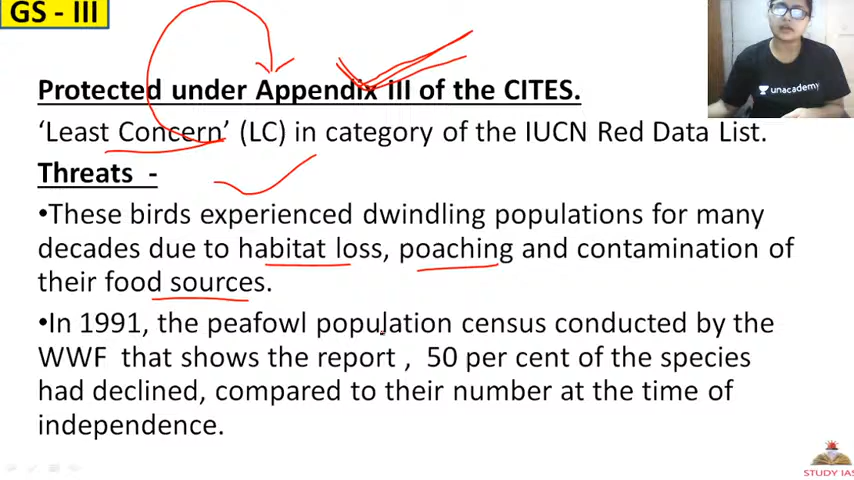 GS - III
unacademy
Protected under Appendix III of the CITES.
‘Least Concern’ (LC) in category of the IUCN Red Data List.
Threats -
•These birds experienced dwindling populations for many
decades due to habitat loss, poaching and contamination of
their food sources.
•In 1991, the peafowl population census conducted by the
WWF that shows the report , 50 per cent of the species
had declined, compared to their number at the time of
independence.
STUDY IAS